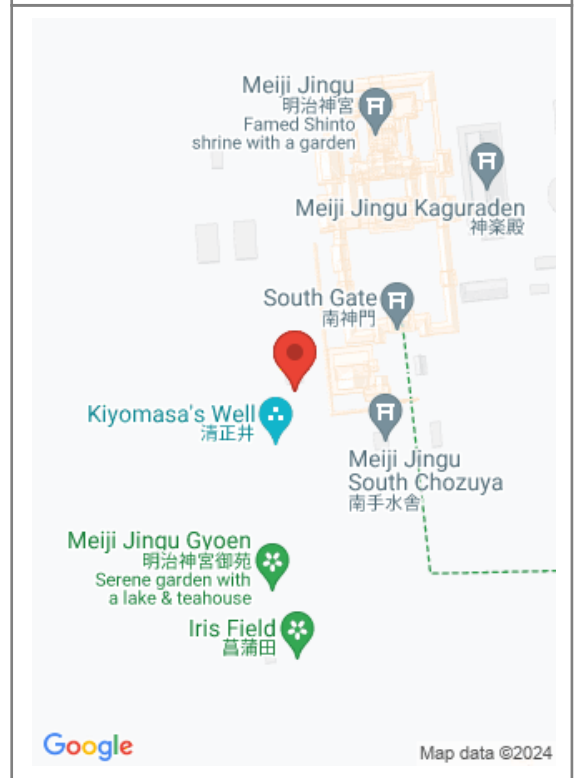 Meiji Jingu
明治神宮
Famed Shinto
shrine with a garden
Meiji Jingu Kaguraden
神楽殿
South Gate
南神門
Kiyomasa's Well
清正井
Meiji Jingu
South Chozuya
南手水舎
Meiji Jingu Gyoen
明治神宮御苑
Serene garden with
a lake & teahouse
Iris Field
菖蒲田
Google
Map data ©2024